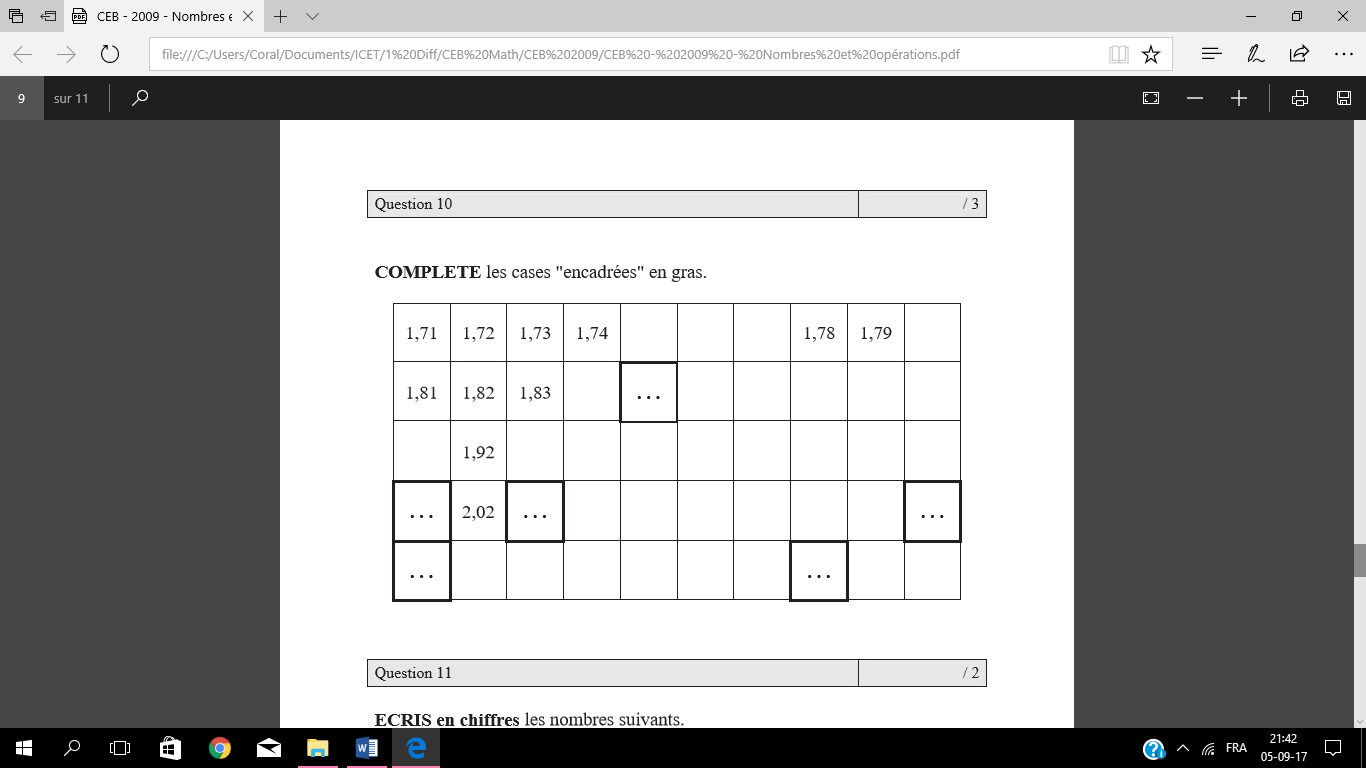 CEB - 2009 - Nombres e
file:///C:/Users/Coral/Documents/ICET/1%20Diff/CEB%20Math/CEB%202009/CEB%20-%202009%20-%20Nombres%20et%20opérations.pdf
9 sur 11
Question 10 / 3
COMPLETE les cases "encadrées" en gras.
1,71 1,72 1,73 1,74 1,78 1,79
1,81 1,82 1,83 ...
1,92
... 2,02 ... ...
... ...
Question 11 / 2
ECRIS en chiffres les nombres suivants.
FRA
21:42
05-09-17